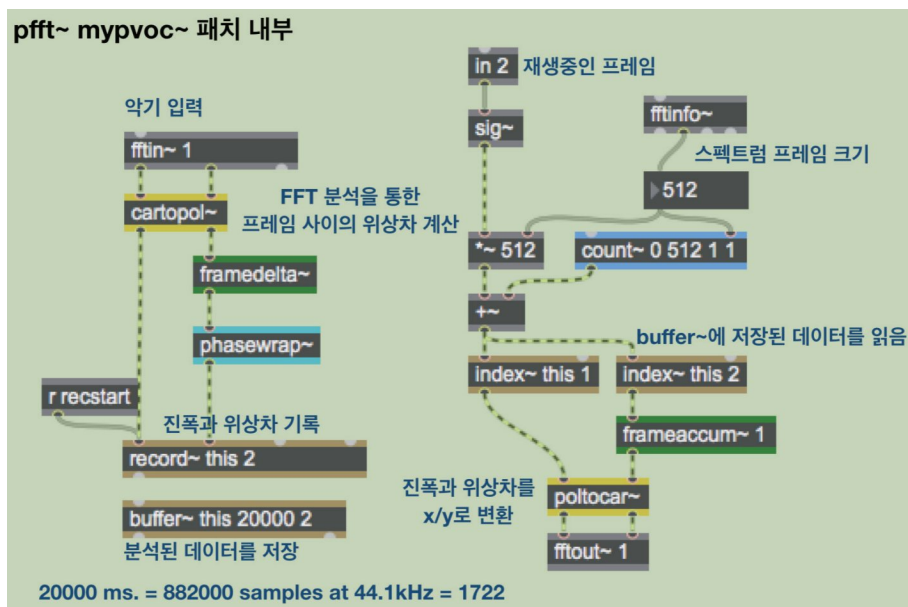 pfft~ mypvoc~ 패치 내부
악기 입력
fftin~ 1
cartopol~
FFT 분석을 통한
프레임 사이의 위상차 계산
framedelta~
phasewrap~
r recstart
진폭과 위상차 기록
record~ this 2
buffer~ this 20000 2
분석된 데이터를 저장
20000 ms. = 882000 samples at 44.1kHz = 1722
in 2
재생중인 프레임
sig~
fftinfo~
스펙트럼 프레임 크기
512
*~ 512
count~ 0 512 1 1
+~
buffer~에 저장된 데이터를 읽음
index~ this 1
index~ this 2
frameaccum~ 1
진폭과 위상차를
x/y로 변환
poltocar~
fftout~ 1